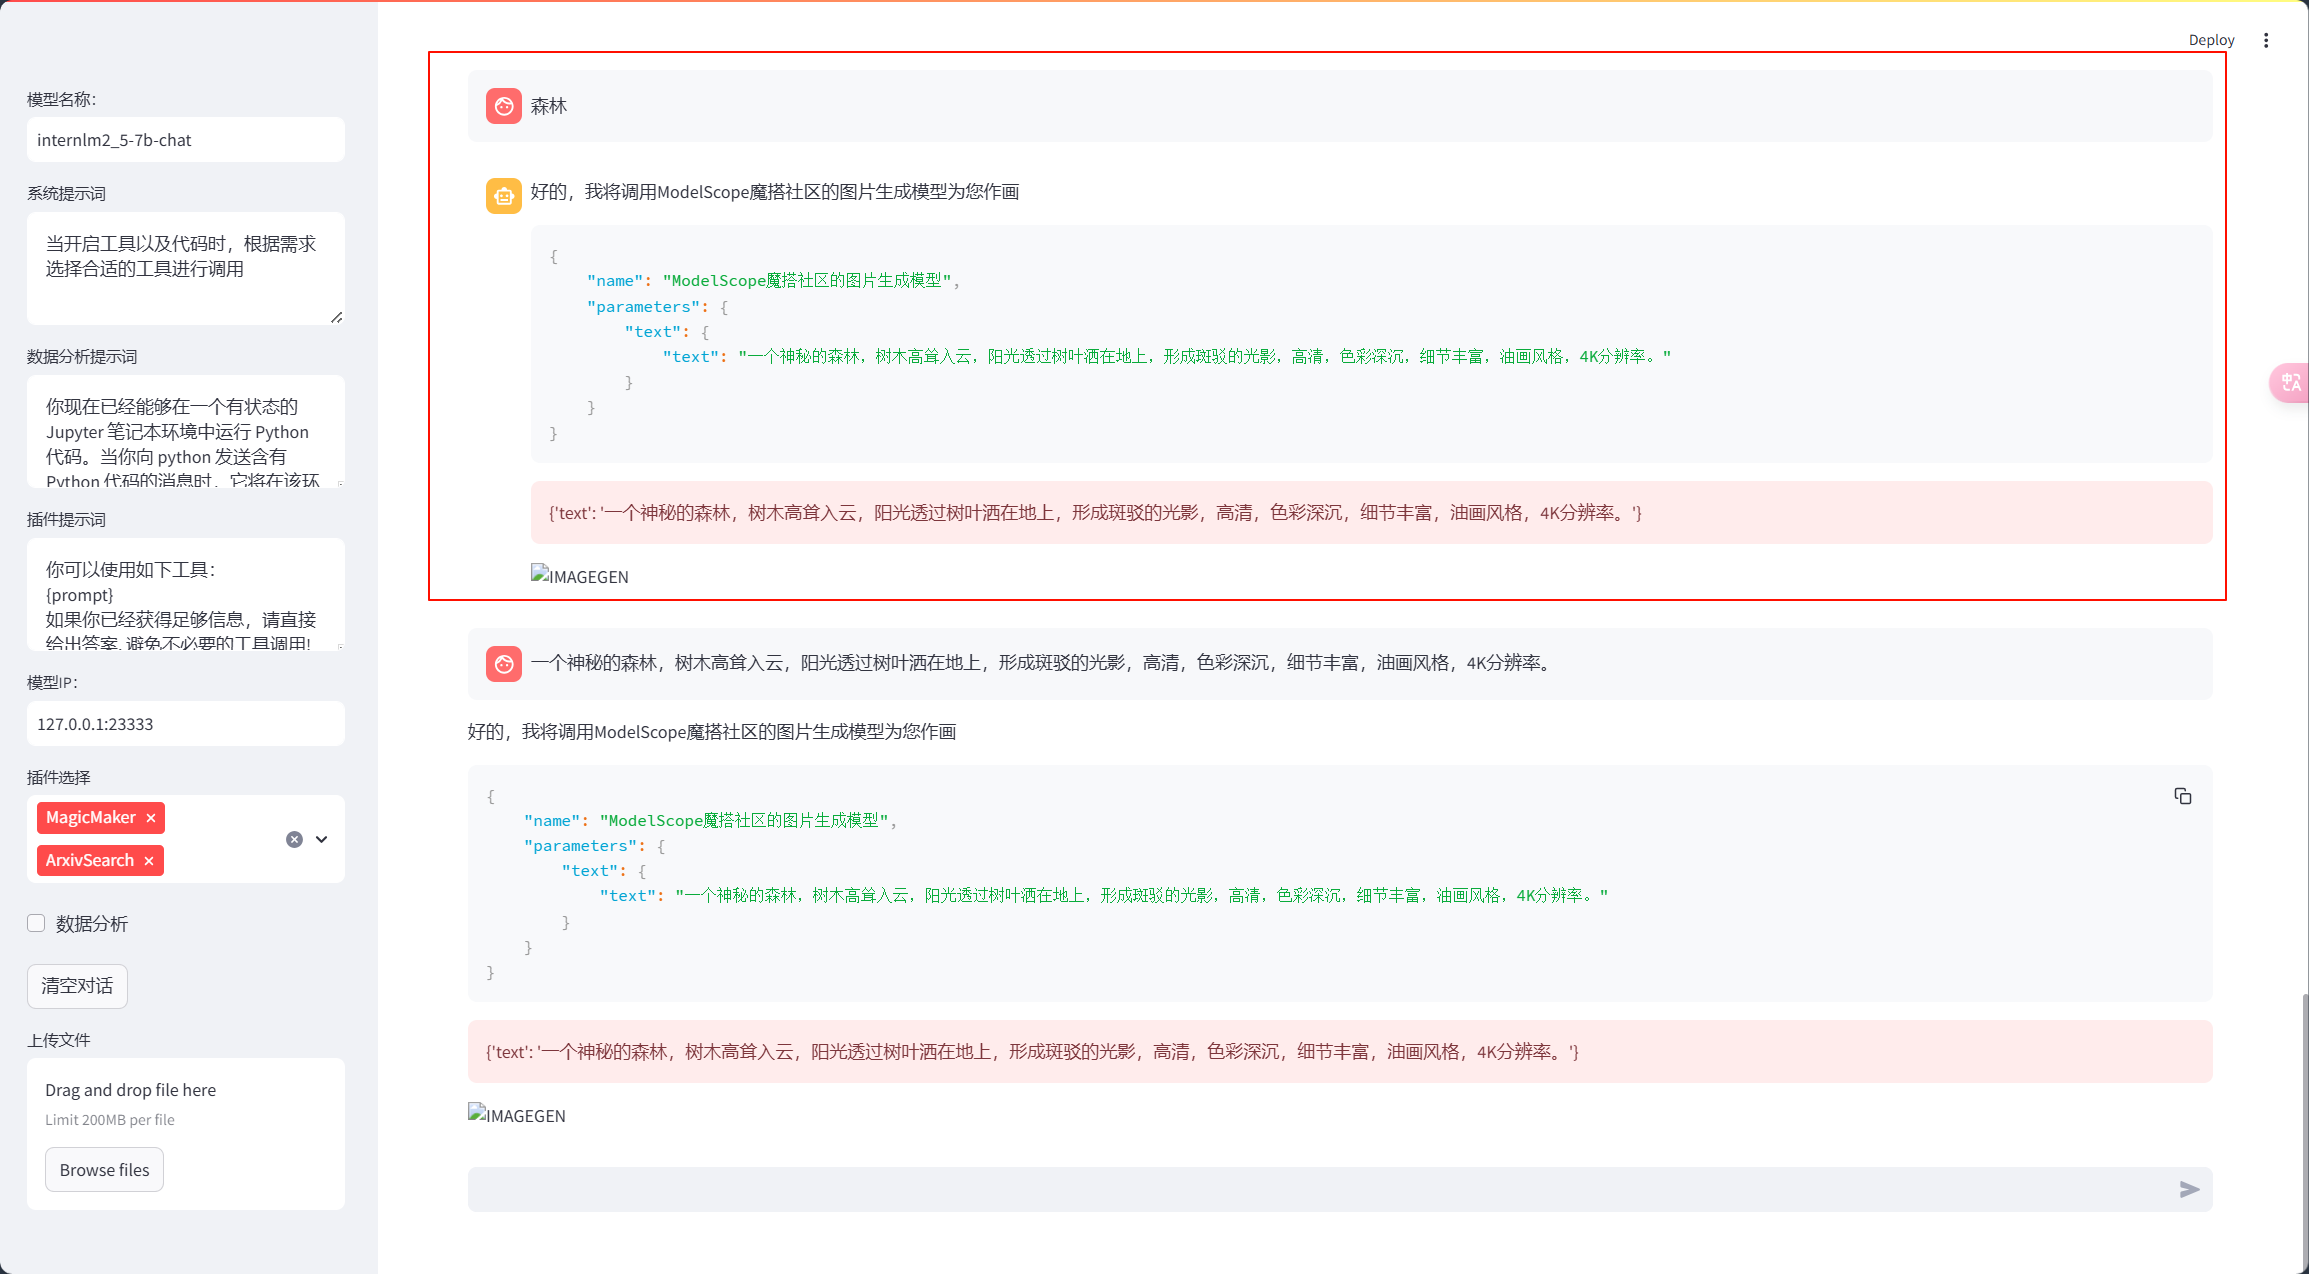 Deploy
模型名称：
internlm2_5-7b-chat
系统提示词
当开启工具以及代码时，根据需求
选择合适的工具进行调用
数据分析提示词
你现在已经能够在一个有状态的
Jupyter 笔记本环境中运行 Python
代码。当你向 python 发送含有
Python 代码的消息时，它将在该环
插件提示词
你可以使用如下工具：
{prompt}
如果你已经获得足够信息，请直接
给出答案. 避免不必要的工具调用!
模型IP：
127.0.0.1:23333
插件选择
MagicMaker ×
ArxivSearch ×
数据分析
清空对话
上传文件
Drag and drop file here
Limit 200MB per file
Browse files
森林
好的，我将调用ModelScope魔搭社区的图片生成模型为您作画
{
"name": "ModelScope魔搭社区的图片生成模型",
"parameters": {
"text": {
"text": "一个神秘的森林，树木高耸入云，阳光透过树叶洒在地上，形成斑驳的光影，高清，色彩深沉，细节丰富，油画风格，4K分辨率。"
}
}
}
{'text': '一个神秘的森林，树木高耸入云，阳光透过树叶洒在地上，形成斑驳的光影，高清，色彩深沉，细节丰富，油画风格，4K分辨率。'}
IMAGEGEN
一个神秘的森林，树木高耸入云，阳光透过树叶洒在地上，形成斑驳的光影，高清，色彩深沉，细节丰富，油画风格，4K分辨率。
好的，我将调用ModelScope魔搭社区的图片生成模型为您作画
{
"name": "ModelScope魔搭社区的图片生成模型",
"parameters": {
"text": {
"text": "一个神秘的森林，树木高耸入云，阳光透过树叶洒在地上，形成斑驳的光影，高清，色彩深沉，细节丰富，油画风格，4K分辨率。"
}
}
}
{'text': '一个神秘的森林，树木高耸入云，阳光透过树叶洒在地上，形成斑驳的光影，高清，色彩深沉，细节丰富，油画风格，4K分辨率。'}
IMAGEGEN